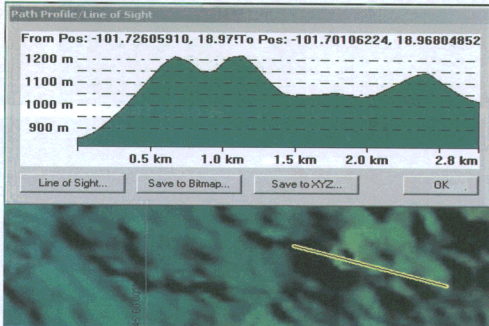 Path Profile/Line of Sight
From Pos: -101.72605910, 18.975 To Pos: -101.70106224, 18.96804852
1200 m
1100 m
1000 m
900 m
0.5 km 1.0 km 1.5 km 2.0 km 2.8 km
Line of Sight... Save to Bitmap... Save to XYZ... OK